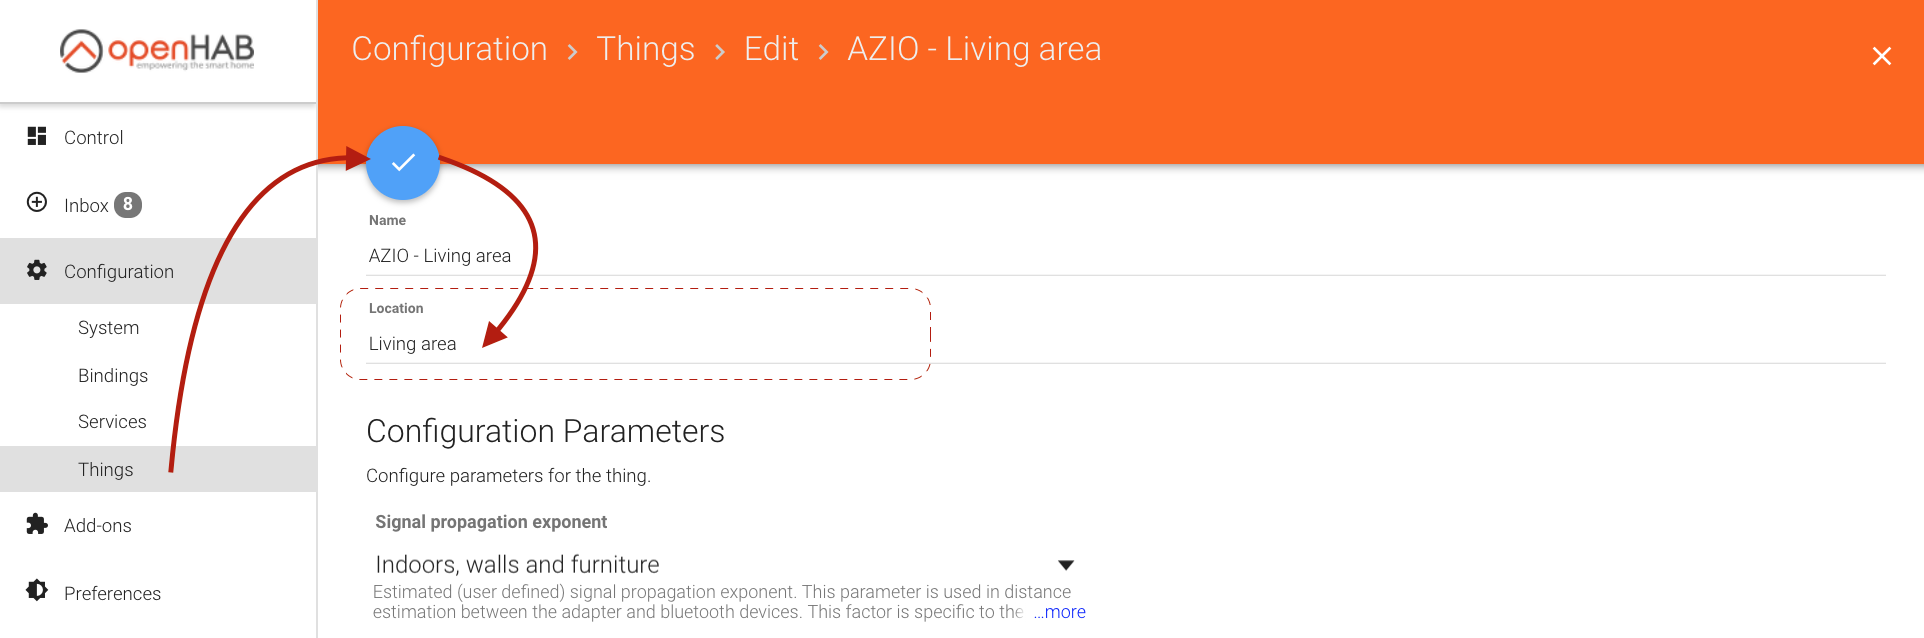 openHAB
empowering the smart home
Configuration > Things > Edit > AZIO - Living area
Control
Inbox 8
Configuration
System
Bindings
Services
Things
Add-ons
Preferences
Name
AZIO - Living area
Location
Living area
Configuration Parameters
Configure parameters for the thing.
Signal propagation exponent
Indoors, walls and furniture
Estimated (user defined) signal propagation exponent. This parameter is used in distance
estimation between the adapter and bluetooth devices. This factor is specific to the ...more